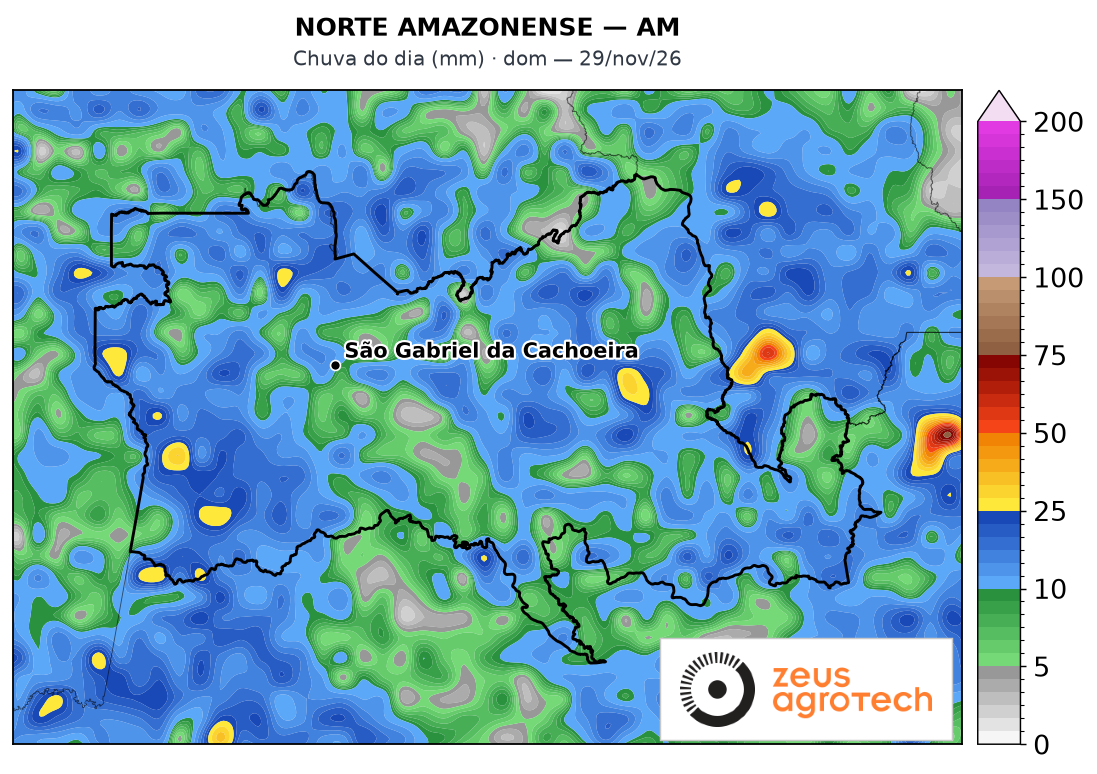 NORTE AMAZONENSE — AM
Chuva do dia (mm) · dom — 29/nov/26
São Gabriel da Cachoeira
200
150
100
75
50
25
10
5
0
zeus
agrotech